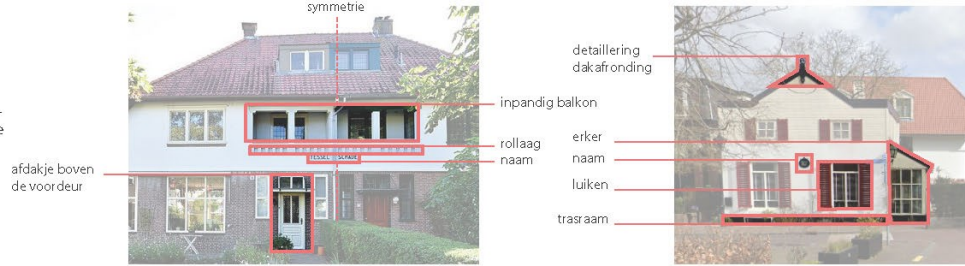 symmetrie
inpandig balkon
rollaag
naam
afdakje boven
de voordeur
TESSEL SCHADE
detaillering
dakafronding
erker
naam
luiken
trasraam